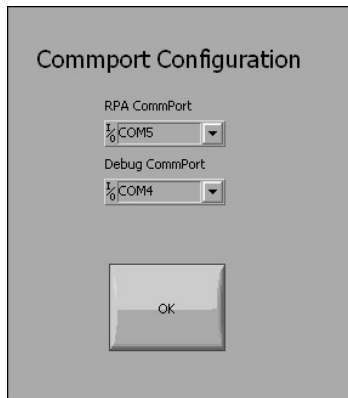 Commport Configuration
RPA CommPort
I/O COM5
Debug CommPort
I/O COM4
OK